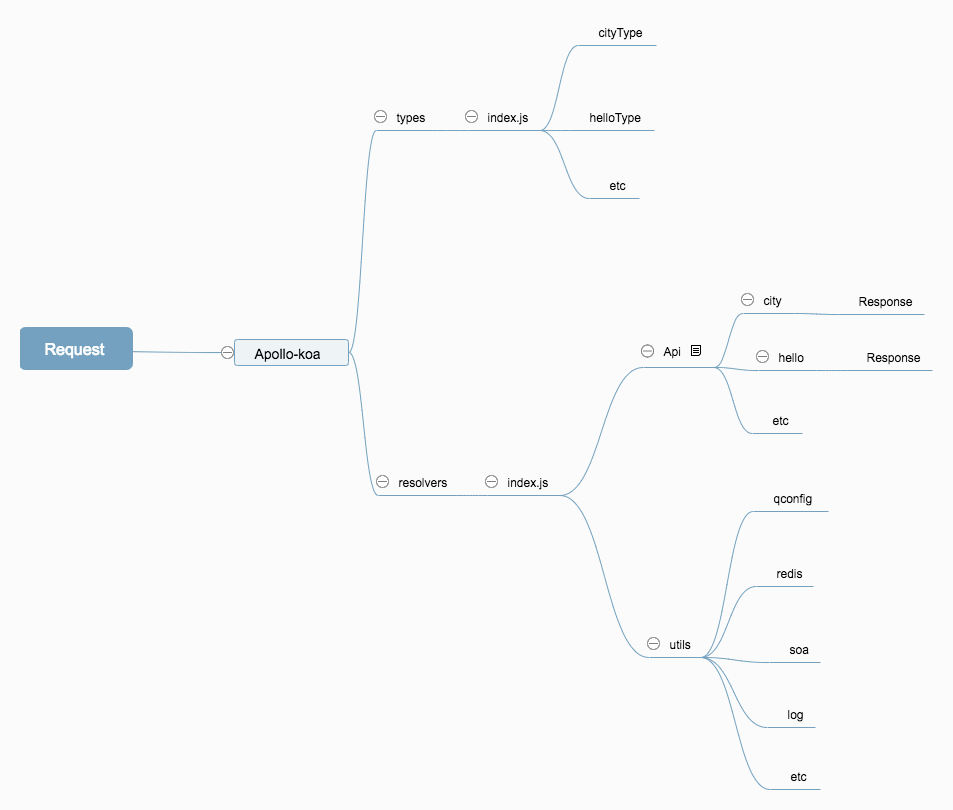 cityType
types
index.js
helloType
etc
Request
Apollo-koa
city
Response
Api
hello
Response
etc
resolvers
index.js
qconfig
redis
utils
soa
log
etc